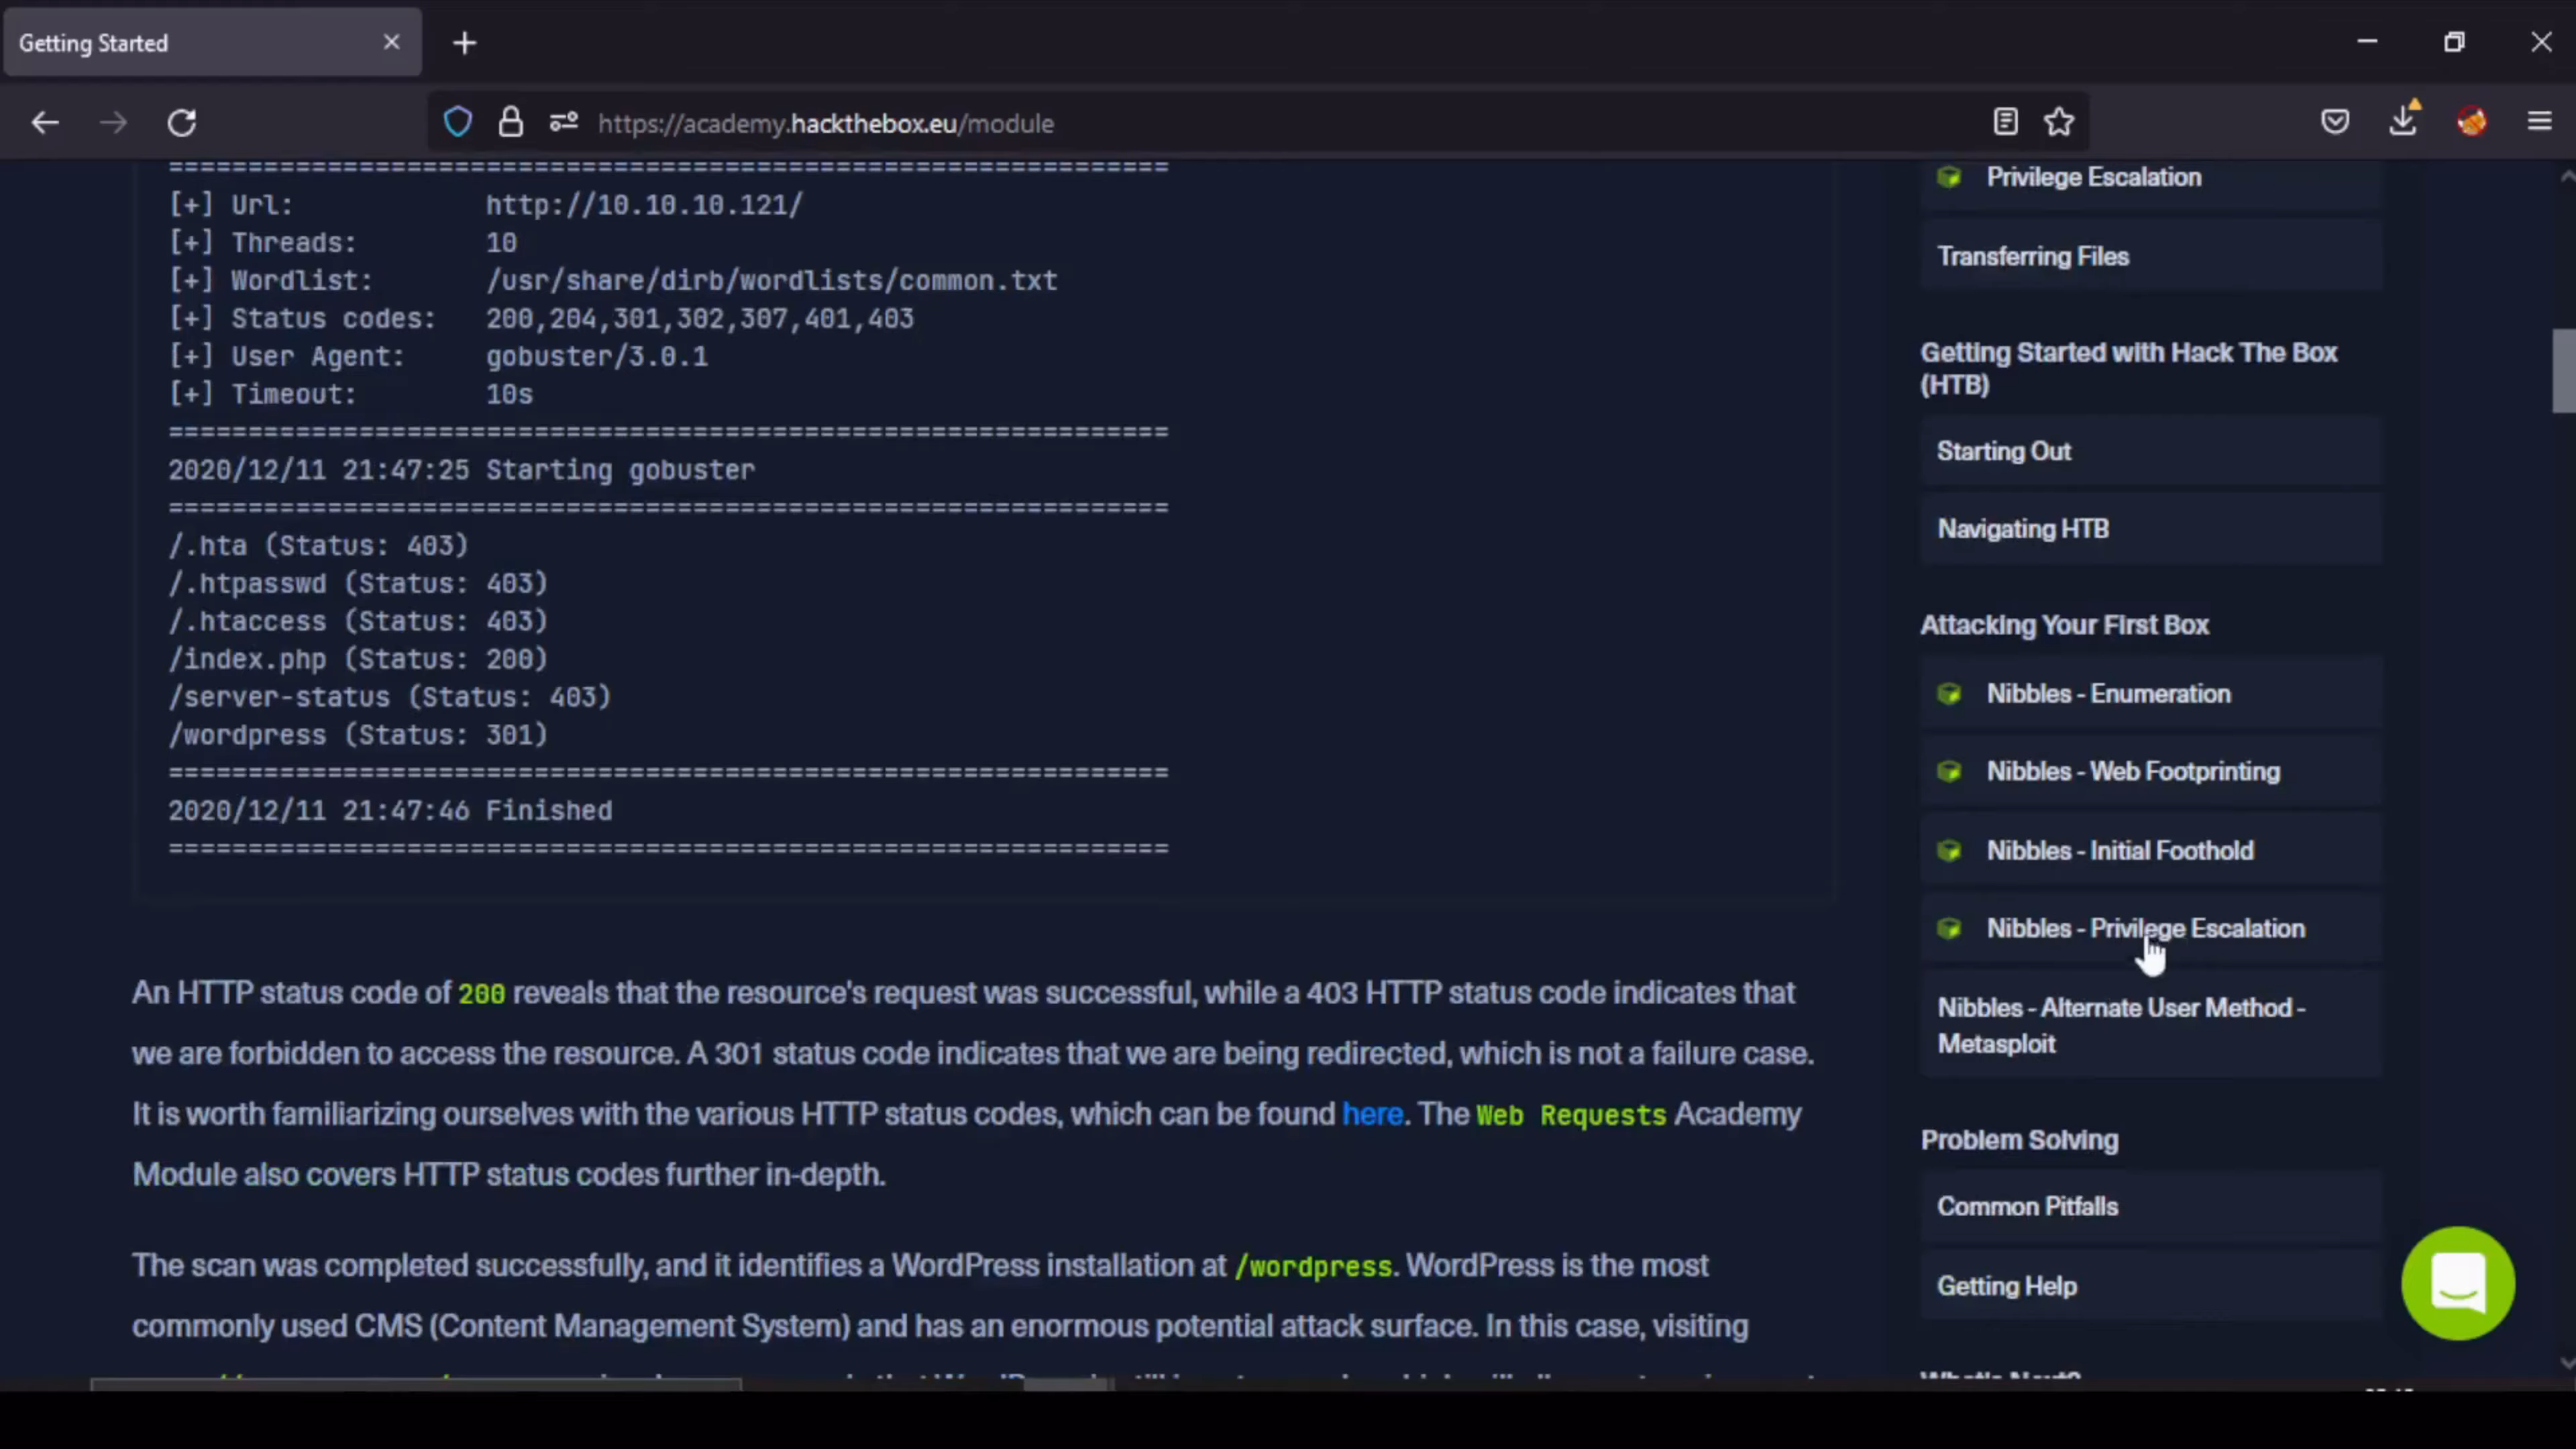 Getting Started
https://academy.hackthebox.eu/module
============================================================
[+] Url: http://10.10.10.121/
[+] Threads: 10
[+] Wordlist: /usr/share/dirb/wordlists/common.txt
[+] Status codes: 200,204,301,302,307,401,403
[+] User Agent: gobuster/3.0.1
[+] Timeout: 10s
===============================================================
2020/12/11 21:47:25 Starting gobuster
===============================================================
/.hta (Status: 403)
/.htpasswd (Status: 403)
/.htaccess (Status: 403)
/index.php (Status: 200)
/server-status (Status: 403)
/wordpress (Status: 301)
===============================================================
2020/12/11 21:47:46 Finished
===============================================================
An HTTP status code of 200 reveals that the resource's request was successful, while a 403 HTTP status code indicates that
we are forbidden to access the resource. A 301 status code indicates that we are being redirected, which is not a failure case.
It is worth familiarizing ourselves with the various HTTP status codes, which can be found here. The Web Requests Academy
Module also covers HTTP status codes further in-depth.
The scan was completed successfully, and it identifies a WordPress installation at /wordpress. WordPress is the most
commonly used CMS (Content Management System) and has an enormous potential attack surface. In this case, visiting
Privilege Escalation
Transferring Files
Getting Started with Hack The Box
(HTB)
Starting Out
Navigating HTB
Attacking Your First Box
Nibbles - Enumeration
Nibbles - Web Footprinting
Nibbles - Initial Foothold
Nibbles - Privilege Escalation
Nibbles - Alternate User Method -
Metasploit
Problem Solving
Common Pitfalls
Getting Help
What's Next?